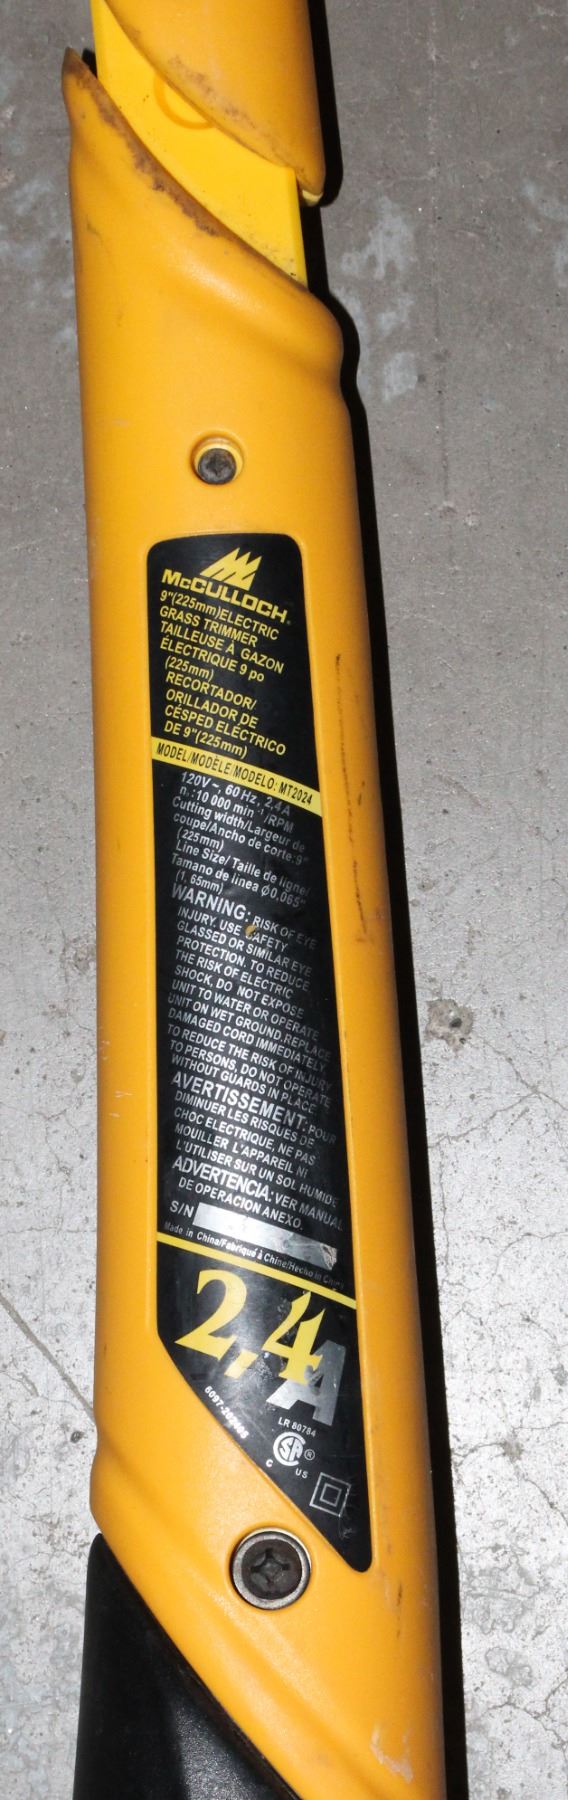 McCULLOCH
9"(225mm)ELECTRIC
GRASS TRIMMER
TAILLEUSE À GAZON
ÉLECTRIQUE 9 po
(225mm)
RECORTADOR/
ORILLADOR DE
CÉSPED ELÉCTRICO
DE 9"(225mm)
MODEL/MODÈLE/MODELO: MT2024
120V ~, 60 Hz, 2,4 A
n.:10 000 min⁻¹/RPM
Cutting width/Largeur de
coupe/Ancho de corte:9"
(225mm)
Line Size/ Taille de ligne/
Tamano de linea ϕ0,065"
(1, 65mm)
WARNING: RISK OF EYE
INJURY. USE SAFETY
GLASSED OR SIMILAR EYE
PROTECTION. TO REDUCE
THE RISK OF ELECTRIC
SHOCK, DO NOT EXPOSE
UNIT TO WATER OR OPERATE
UNIT ON WET GROUND.REPLACE
DAMAGED CORD IMMEDIATELY.
TO REDUCE THE RISK OF INJURY
TO PERSONS, DO NOT OPERATE
WITHOUT GUARDS IN PLACE.
AVERTISSEMENT: POUR
DIMINUER LES RISQUES DE
CHOC ELECTRIQUE, NE PAS
MOUILLER L'APPAREIL NI
L'UTILISER SUR UN SOL HUMIDE
ADVERTENCIA: VER MANUAL
DE OPERACION ANEXO.
S/N
Made in China/Fabriqué à Chine/Hecho in China
2,4A
LR 80784
CSA ®
C US